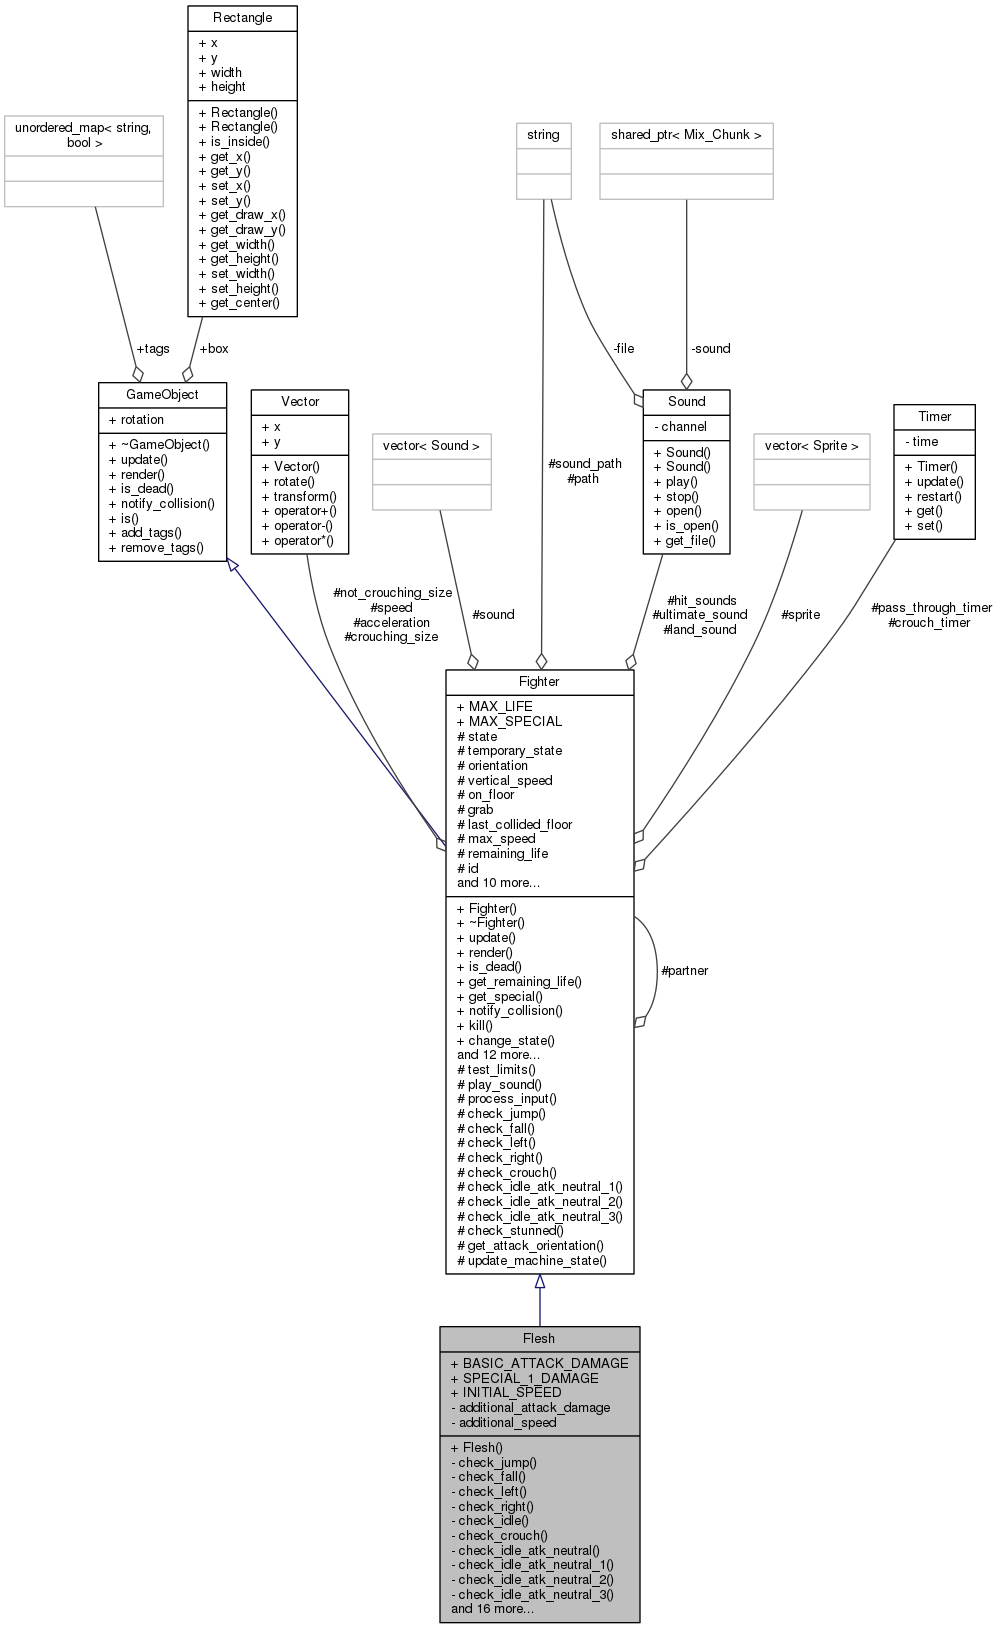 Rectangle
+ x
+ y
+ width
+ height
+ Rectangle()
+ Rectangle()
+ is_inside()
+ get_x()
+ get_y()
+ set_x()
+ set_y()
+ get_draw_x()
+ get_draw_y()
+ get_width()
+ get_height()
+ set_width()
+ set_height()
+ get_center()
unordered_map< string,
bool >
string
shared_ptr< Mix_Chunk >
+tags
+box
-file
-sound
GameObject
+ rotation
+ ~GameObject()
+ update()
+ render()
+ is_dead()
+ notify_collision()
+ is()
+ add_tags()
+ remove_tags()
Vector
+ x
+ y
+ Vector()
+ rotate()
+ transform()
+ operator+()
+ operator-()
+ operator*()
vector< Sound >
#sound_path
#path
Sound
- channel
+ Sound()
+ Sound()
+ play()
+ stop()
+ open()
+ is_open()
+ get_file()
vector< Sprite >
Timer
- time
+ Timer()
+ update()
+ restart()
+ get()
+ set()
#not_crouching_size
#speed
#acceleration
#crouching_size
#sound
#hit_sounds
#ultimate_sound
#land_sound
#sprite
#pass_through_timer
#crouch_timer
Fighter
+ MAX_LIFE
+ MAX_SPECIAL
# state
# temporary_state
# orientation
# vertical_speed
# on_floor
# grab
# last_collided_floor
# max_speed
# remaining_life
# id
and 10 more...
+ Fighter()
+ ~Fighter()
+ update()
+ render()
+ is_dead()
+ get_remaining_life()
+ get_special()
+ notify_collision()
+ kill()
+ change_state()
and 12 more...
# test_limits()
# play_sound()
# process_input()
# check_jump()
# check_fall()
# check_left()
# check_right()
# check_crouch()
# check_idle_atk_neutral_1()
# check_idle_atk_neutral_2()
# check_idle_atk_neutral_3()
# check_stunned()
# get_attack_orientation()
# update_machine_state()
#partner
Flesh
+ BASIC_ATTACK_DAMAGE
+ SPECIAL_1_DAMAGE
+ INITIAL_SPEED
- additional_attack_damage
- additional_speed
+ Flesh()
- check_jump()
- check_fall()
- check_left()
- check_right()
- check_idle()
- check_crouch()
- check_idle_atk_neutral()
- check_idle_atk_neutral_1()
- check_idle_atk_neutral_2()
- check_idle_atk_neutral_3()
and 16 more...